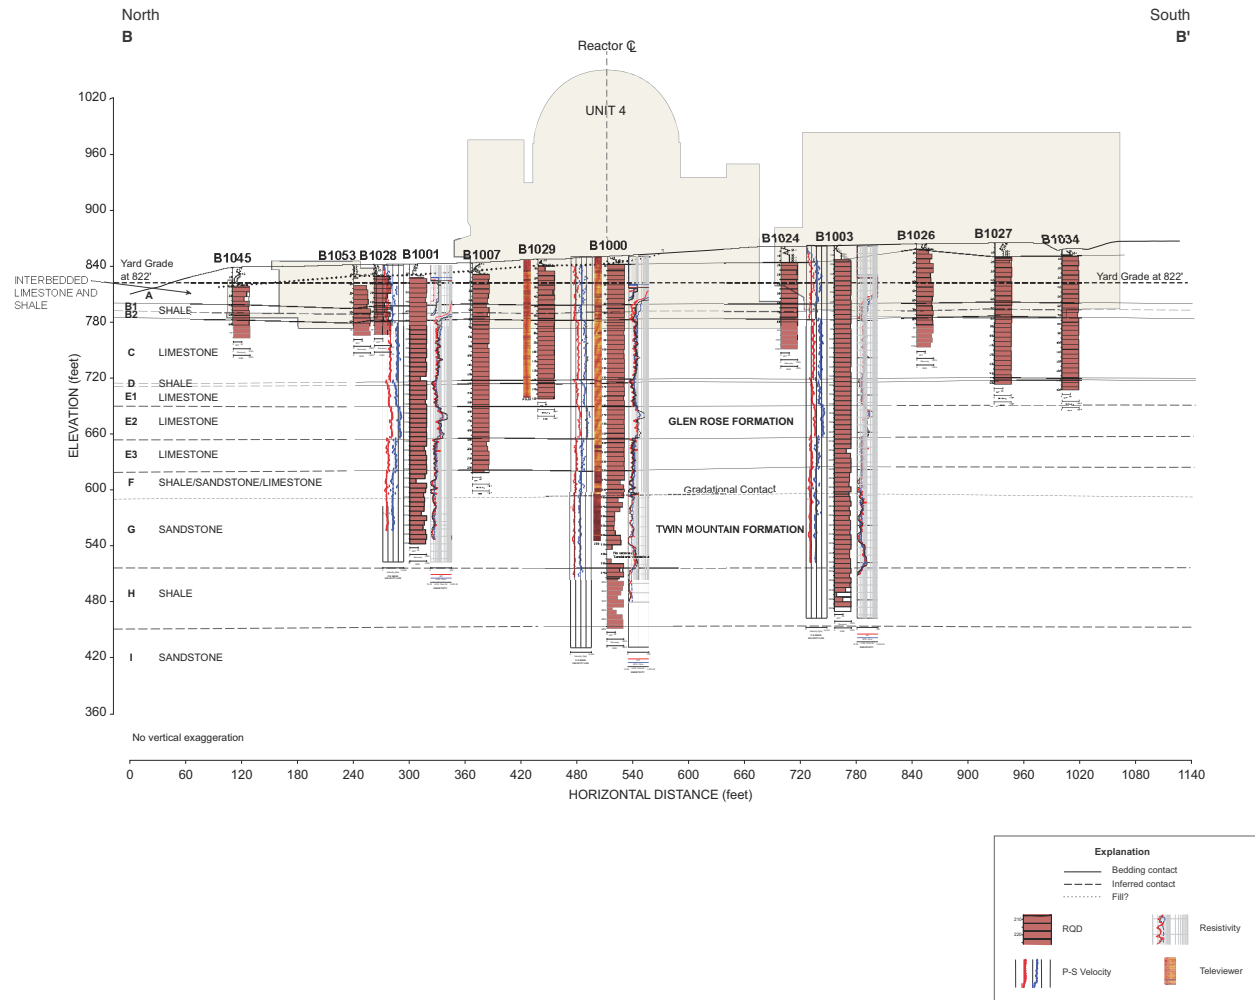 North
South
B
B'
Reactor ℄
UNIT 4
1020
960
900
840
780
720
660
600
540
480
420
360
ELEVATION (feet)
B1045
B1053
B1028
B1001
B1007
B1029
B1000
B1024
B1003
B1026
B1027
B1034
Yard Grade
at 822'
Yard Grade at 822'
INTERBEDDED
LIMESTONE AND
SHALE
A
B1
B2
SHALE
C LIMESTONE
D SHALE
E1 LIMESTONE
E2 LIMESTONE
GLEN ROSE FORMATION
E3 LIMESTONE
F SHALE/SANDSTONE/LIMESTONE
Gradational Contact
G SANDSTONE
TWIN MOUNTAIN FORMATION
H SHALE
I SANDSTONE
No vertical exaggeration
0 60 120 180 240 300 360 420 480 540 600 660 720 780 840 900 960 1020 1080 1140
HORIZONTAL DISTANCE (feet)
Explanation
Bedding contact
Inferred contact
Fill?
RQD
Resistivity
P-S Velocity
Televiewer